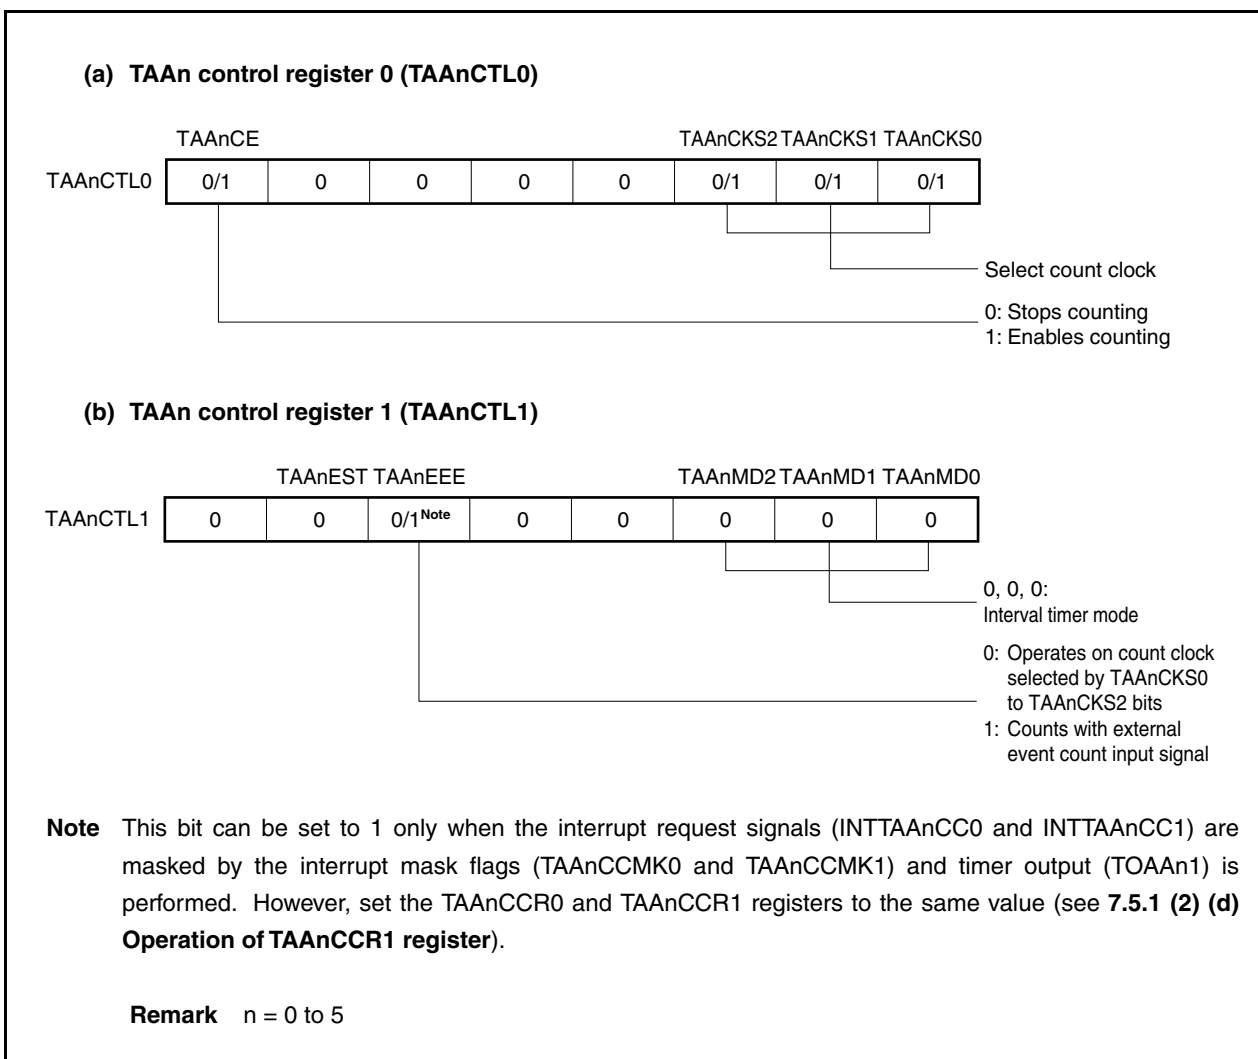 (a) TAAn control register 0 (TAAnCTL0)
TAAnCE TAAnCKS2 TAAnCKS1 TAAnCKS0
TAAnCTL0 0/1 0 0 0 0 0/1 0/1 0/1
Select count clock
0: Stops counting
1: Enables counting
(b) TAAn control register 1 (TAAnCTL1)
TAAnEST TAAnEEE TAAnMD2 TAAnMD1 TAAnMD0
TAAnCTL1 0 0 0/1Note 0 0 0 0 0
0, 0, 0:
Interval timer mode
0: Operates on count clock
selected by TAAnCKS0
to TAAnCKS2 bits
1: Counts with external
event count input signal
Note This bit can be set to 1 only when the interrupt request signals (INTTAAnCC0 and INTTAAnCC1) are
masked by the interrupt mask flags (TAAnCCMK0 and TAAnCCMK1) and timer output (TOAAn1) is
performed. However, set the TAAnCCR0 and TAAnCCR1 registers to the same value (see 7.5.1 (2) (d)
Operation of TAAnCCR1 register).
Remark n = 0 to 5